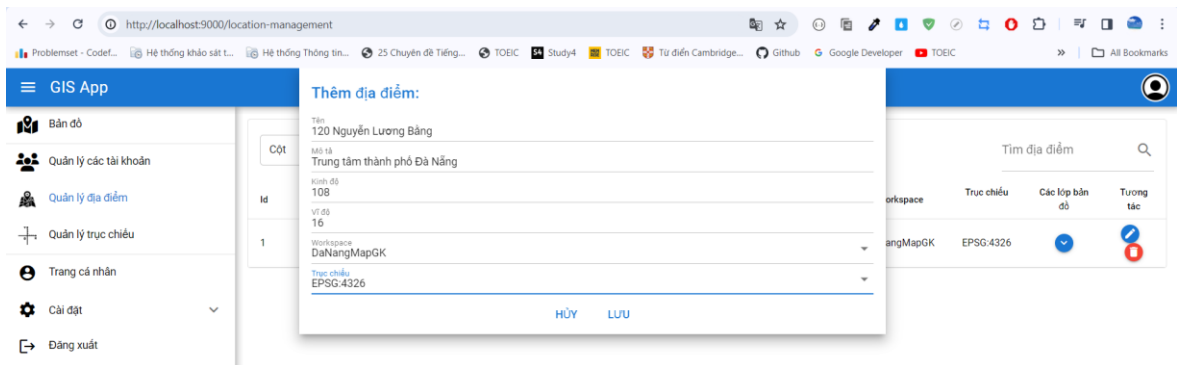 http://localhost:9000/location-management
Problemset - Codef... Hệ thống khảo sát t... Hệ thống Thông tin... 25 Chuyên đề Tiếng... TOEIC S4 Study4 TOEIC Từ điển Cambridge... Github Google Developer TOEIC » All Bookmarks
GIS App
Bản đồ
Quản lý các tài khoản
Quản lý địa điểm
Quản lý trục chiếu
Trang cá nhân
Cài đặt
Đăng xuất
Thêm địa điểm:
Tên
120 Nguyễn Lương Bằng
Mô tả
Trung tâm thành phố Đà Nẵng
Kinh độ
108
Vĩ độ
16
Workspace
DaNangMapGK
Trục chiếu
EPSG:4326
HỦY LƯU
Cột
Tìm địa điểm
Id orkspace Trục chiếu Các lớp bản đồ Tương tác
1 angMapGK EPSG:4326